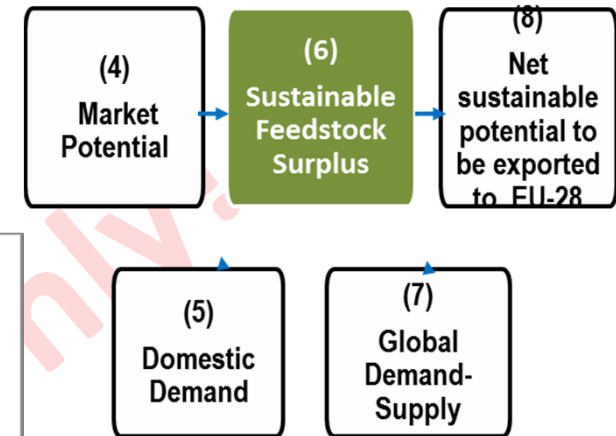 (4)
Market
Potential
(6)
Sustainable
Feedstock
Surplus
(8)
Net
sustainable
potential to
be exported
to EU-28
(5)
Domestic
Demand
(7)
Global
Demand-
Supply
nly